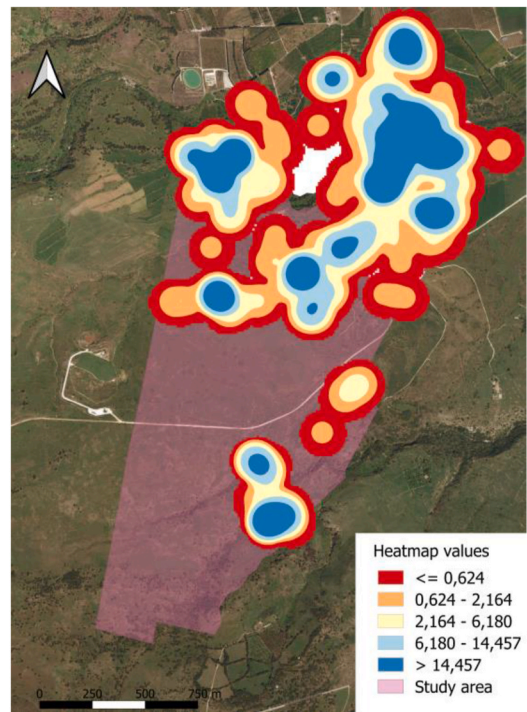 Heatmap values
<= 0,624
0,624 - 2,164
2,164 - 6,180
6,180 - 14,457
> 14,457
Study area
0 250 500 750 m